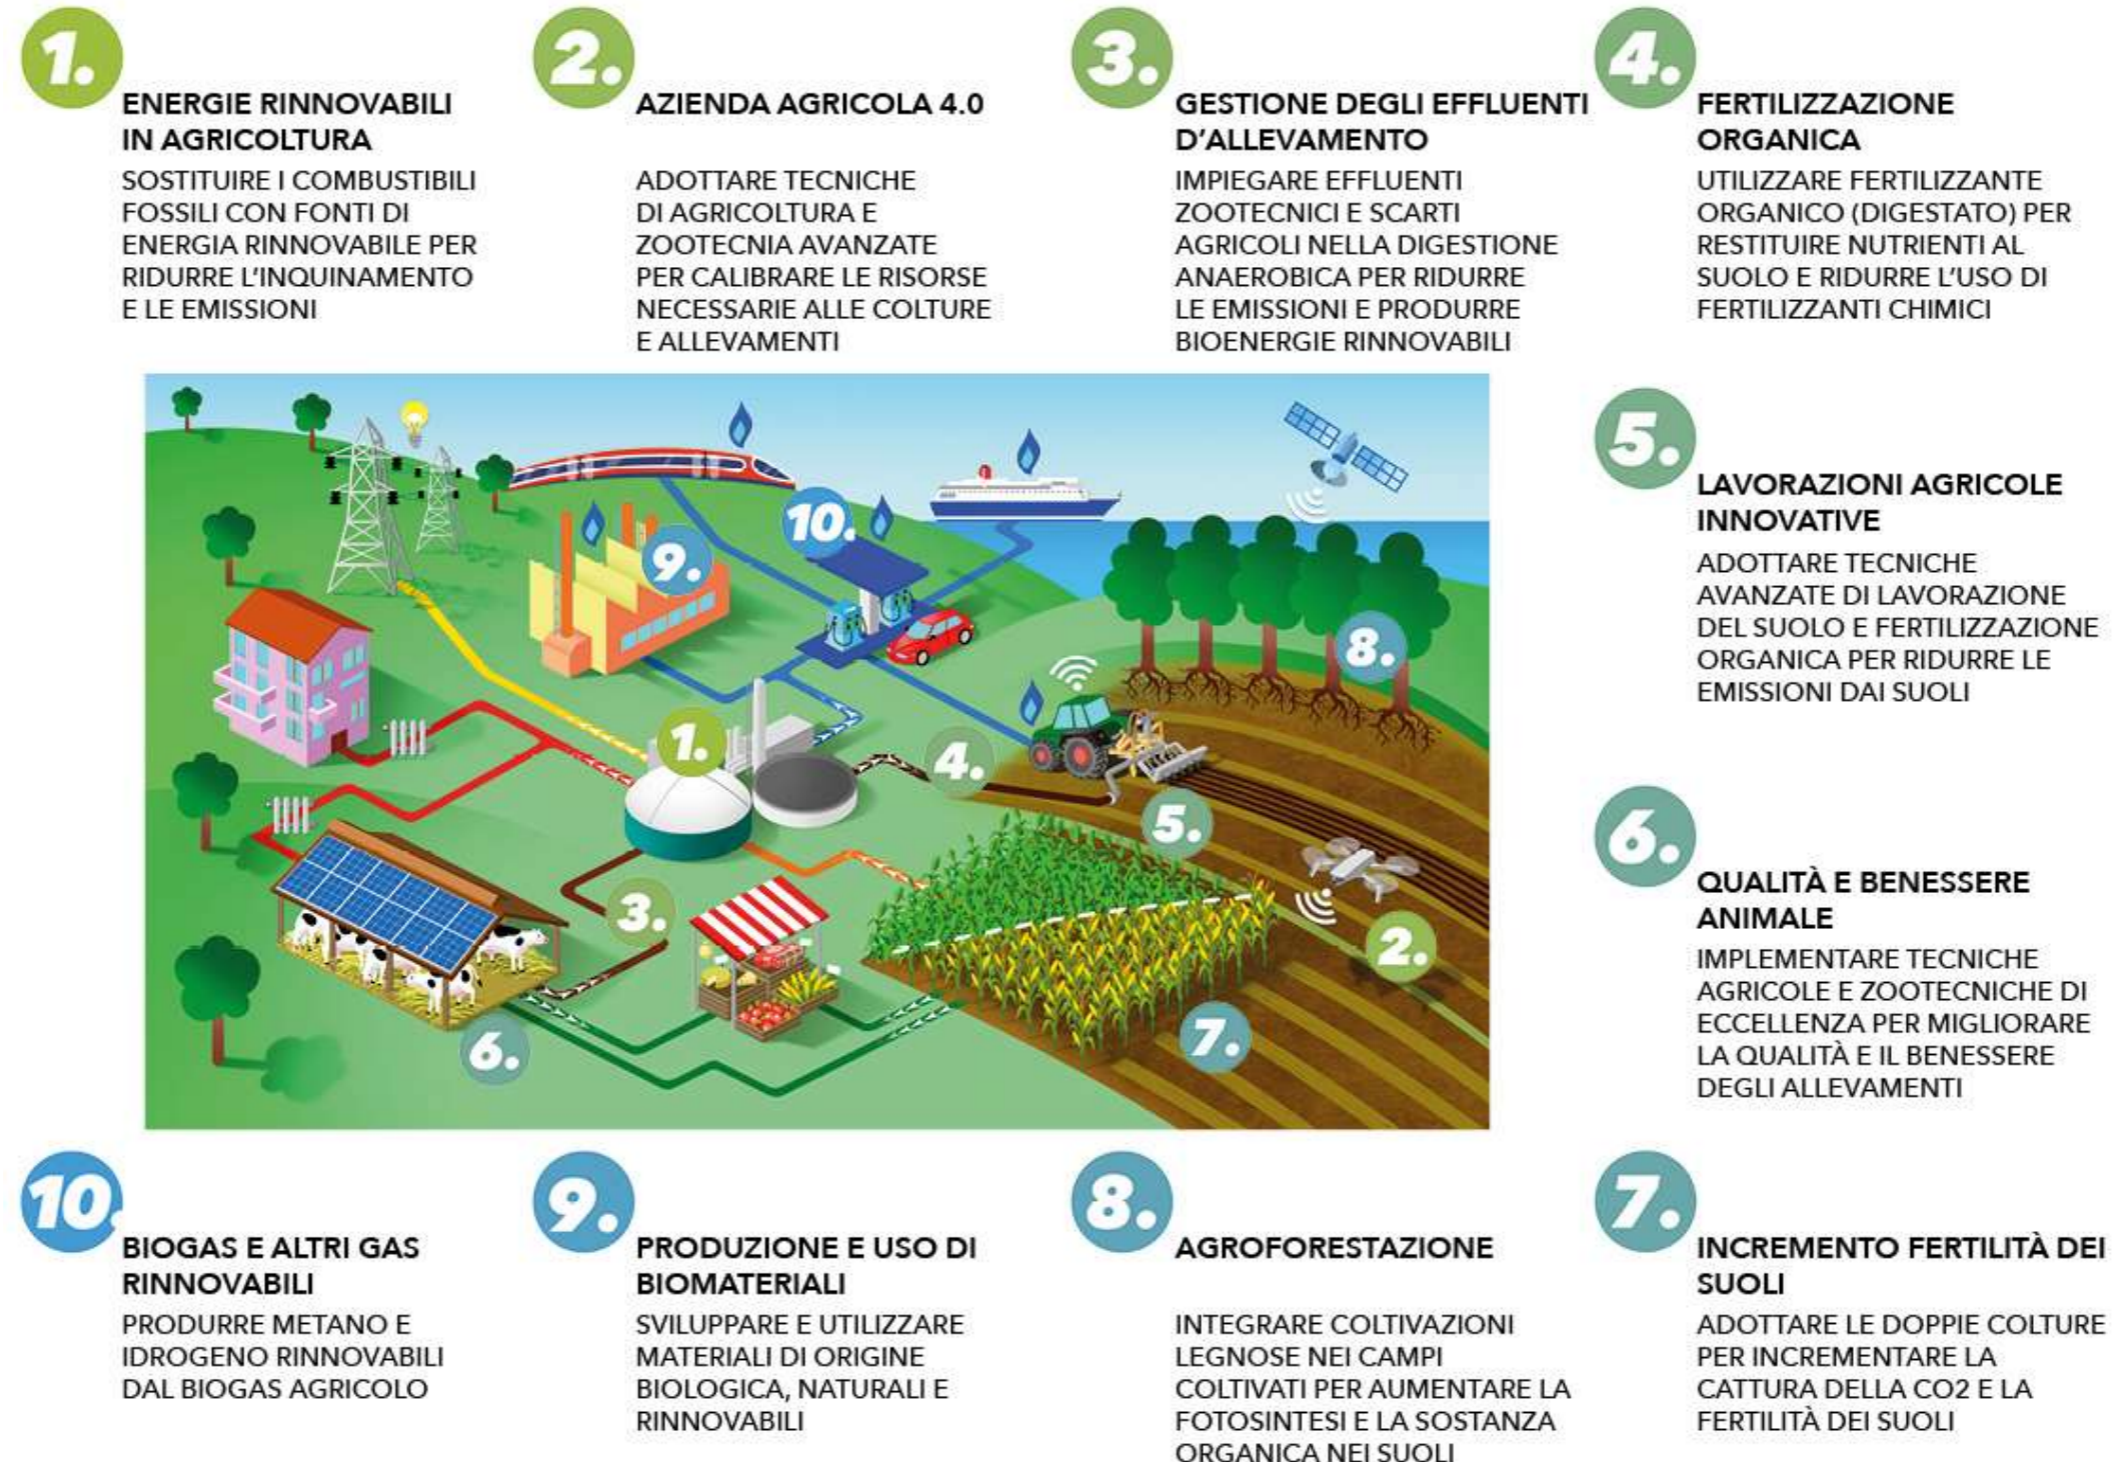 1.
ENERGIE RINNOVABILI
IN AGRICOLTURA
SOSTITUIRE I COMBUSTIBILI
FOSSILI CON FONTI DI
ENERGIA RINNOVABILE PER
RIDURRE L'INQUINAMENTO
E LE EMISSIONI
2.
AZIENDA AGRICOLA 4.0
ADOTTARE TECNICHE
DI AGRICOLTURA E
ZOOTECNIA AVANZATE
PER CALIBRARE LE RISORSE
NECESSARIE ALLE COLTURE
E ALLEVAMENTI
3.
GESTIONE DEGLI EFFLUENTI
D'ALLEVAMENTO
IMPIEGARE EFFLUENTI
ZOOTECNICI E SCARTI
AGRICOLI NELLA DIGESTIONE
ANAEROBICA PER RIDURRE
LE EMISSIONI E PRODURRE
BIOENERGIE RINNOVABILI
4.
FERTILIZZAZIONE
ORGANICA
UTILIZZARE FERTILIZZANTE
ORGANICO (DIGESTATO) PER
RESTITUIRE NUTRIENTI AL
SUOLO E RIDURRE L'USO DI
FERTILIZZANTI CHIMICI
10.
9.
8.
1.
4.
5.
3.
2.
7.
6.
5.
LAVORAZIONI AGRICOLE
INNOVATIVE
ADOTTARE TECNICHE
AVANZATE DI LAVORAZIONE
DEL SUOLO E FERTILIZZAZIONE
ORGANICA PER RIDURRE LE
EMISSIONI DAI SUOLI
6.
QUALITÀ E BENESSERE
ANIMALE
IMPLEMENTARE TECNICHE
AGRICOLE E ZOOTECNICHE DI
ECCELLENZA PER MIGLIORARE
LA QUALITÀ E IL BENESSERE
DEGLI ALLEVAMENTI
10.
BIOGAS E ALTRI GAS
RINNOVABILI
PRODURRE METANO E
IDROGENO RINNOVABILI
DAL BIOGAS AGRICOLO
9.
PRODUZIONE E USO DI
BIOMATERIALI
SVILUPPARE E UTILIZZARE
MATERIALI DI ORIGINE
BIOLOGICA, NATURALI E
RINNOVABILI
8.
AGROFORESTAZIONE
INTEGRARE COLTIVAZIONI
LEGNOSE NEI CAMPI
COLTIVATI PER AUMENTARE LA
FOTOSINTESI E LA SOSTANZA
ORGANICA NEI SUOLI
7.
INCREMENTO FERTILITÀ DEI
SUOLI
ADOTTARE LE DOPPIE COLTURE
PER INCREMENTARE LA
CATTURA DELLA CO2 E LA
FERTILITÀ DEI SUOLI